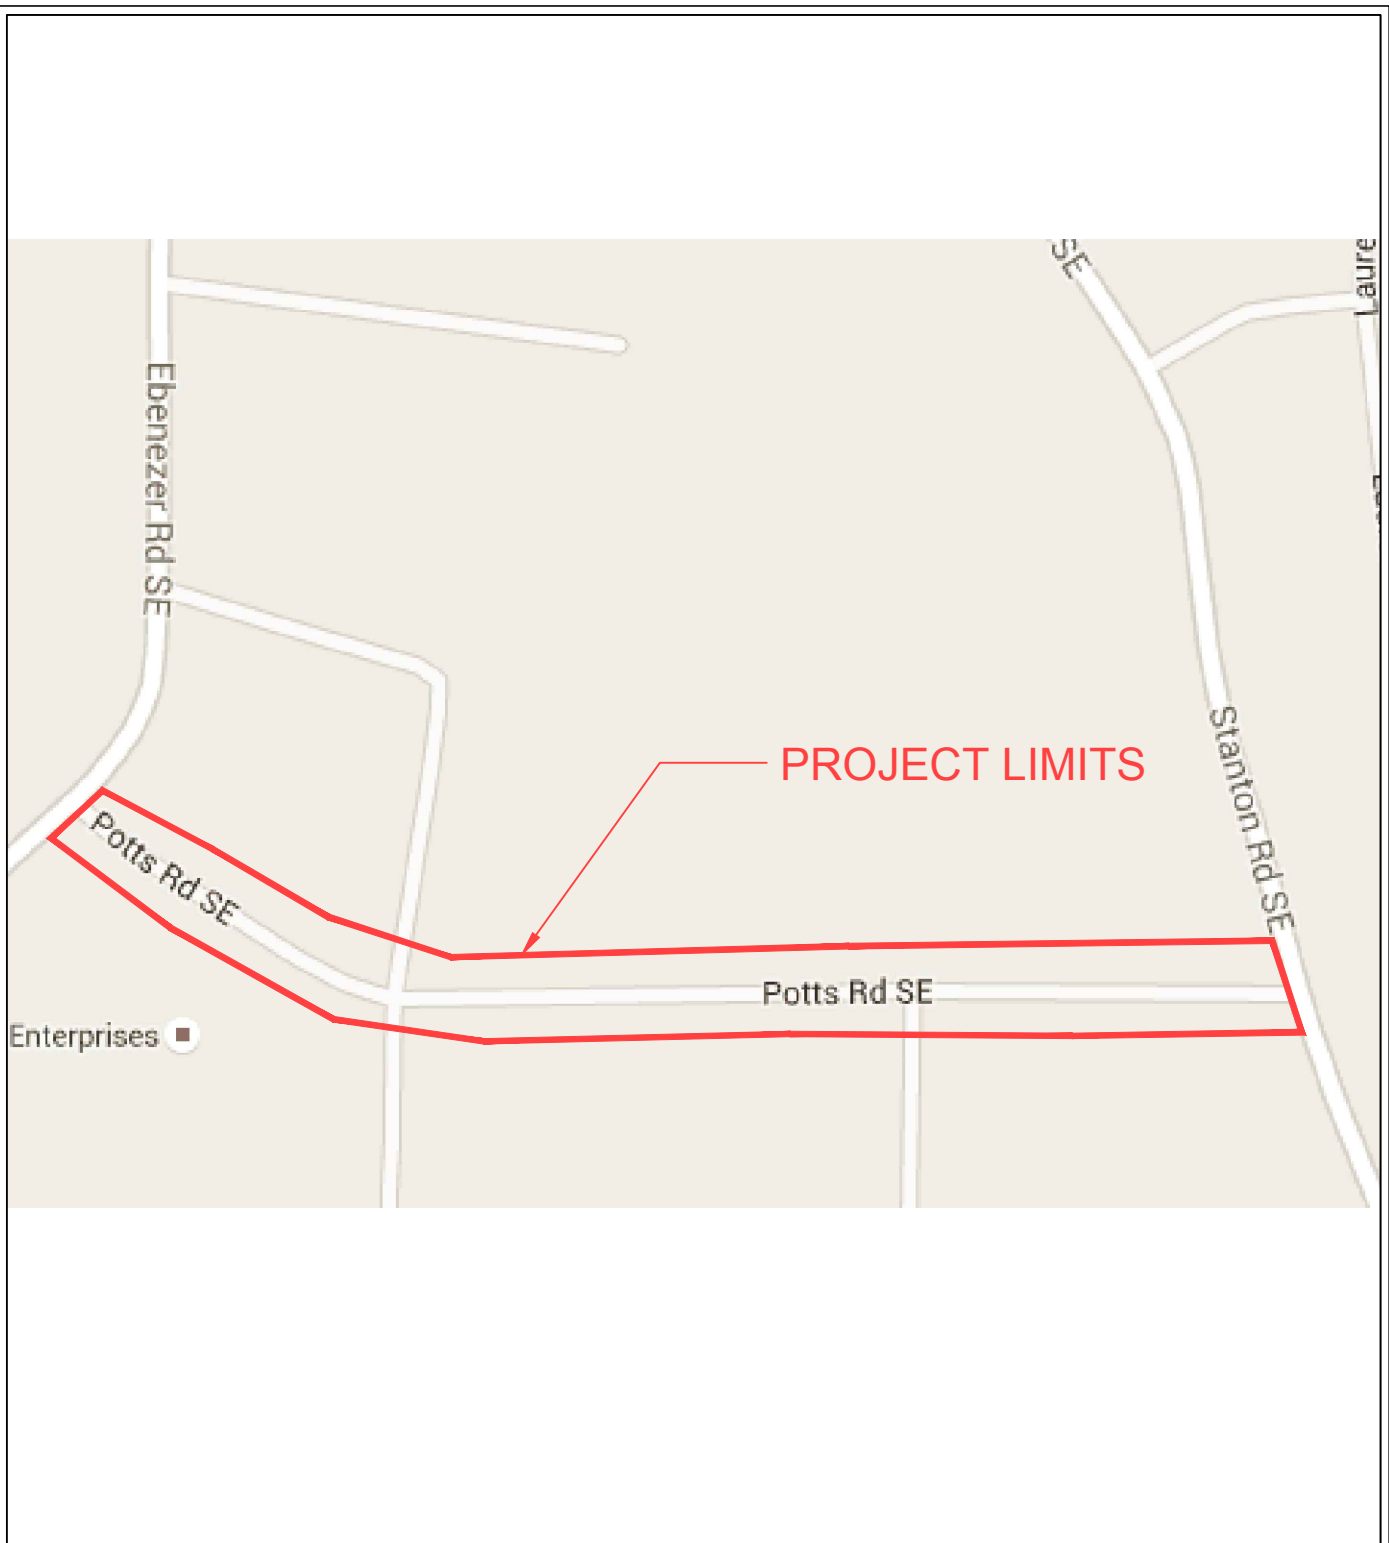 SE
Laure
Ebenezer Rd SE
Stanton Rd SE
PROJECT LIMITS
Potts Rd SE
Potts Rd SE
Enterprises